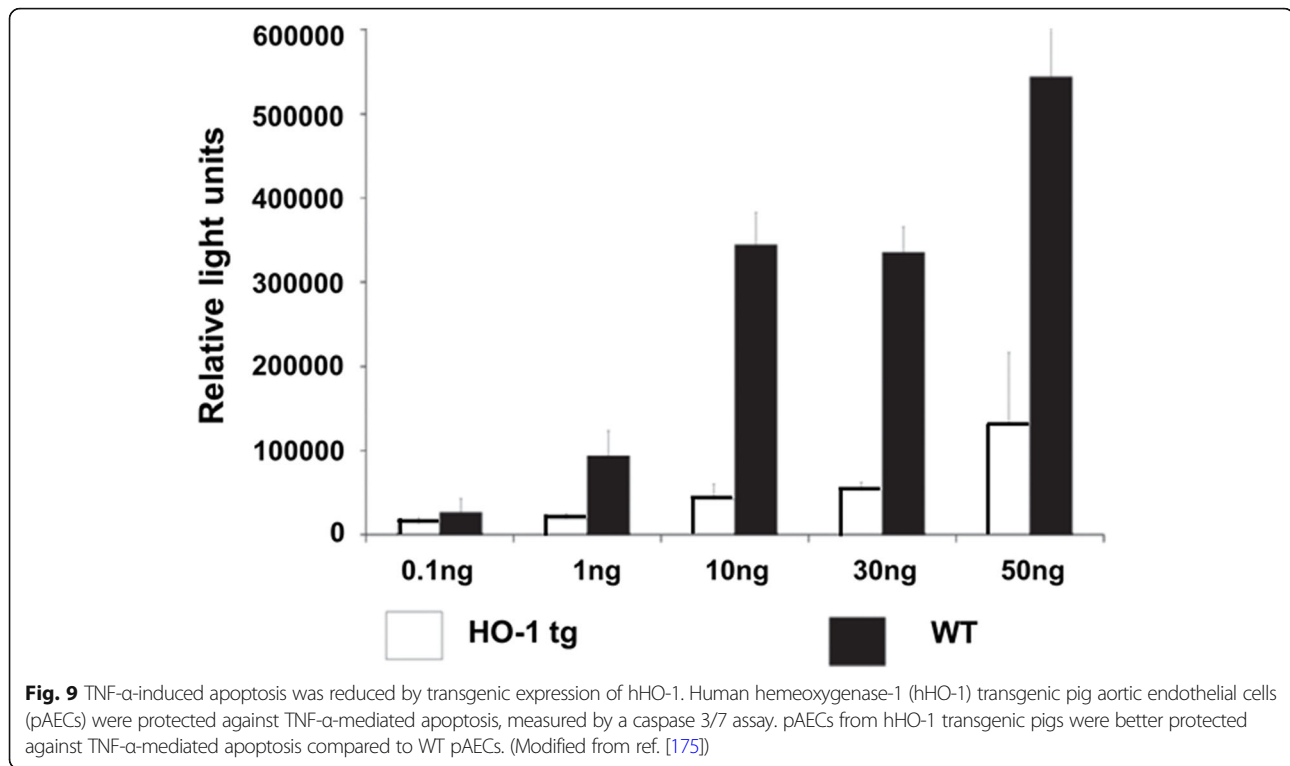 600000
500000
400000
300000
200000
100000
0
Relative light units
0.1ng 1ng 10ng 30ng 50ng
HO-1 tg WT
Fig. 9 TNF-α-induced apoptosis was reduced by transgenic expression of hHO-1. Human hemeoxygenase-1 (hHO-1) transgenic pig aortic endothelial cells
(pAECs) were protected against TNF-α-mediated apoptosis, measured by a caspase 3/7 assay. pAECs from hHO-1 transgenic pigs were better protected
against TNF-α-mediated apoptosis compared to WT pAECs. (Modified from ref. [175])